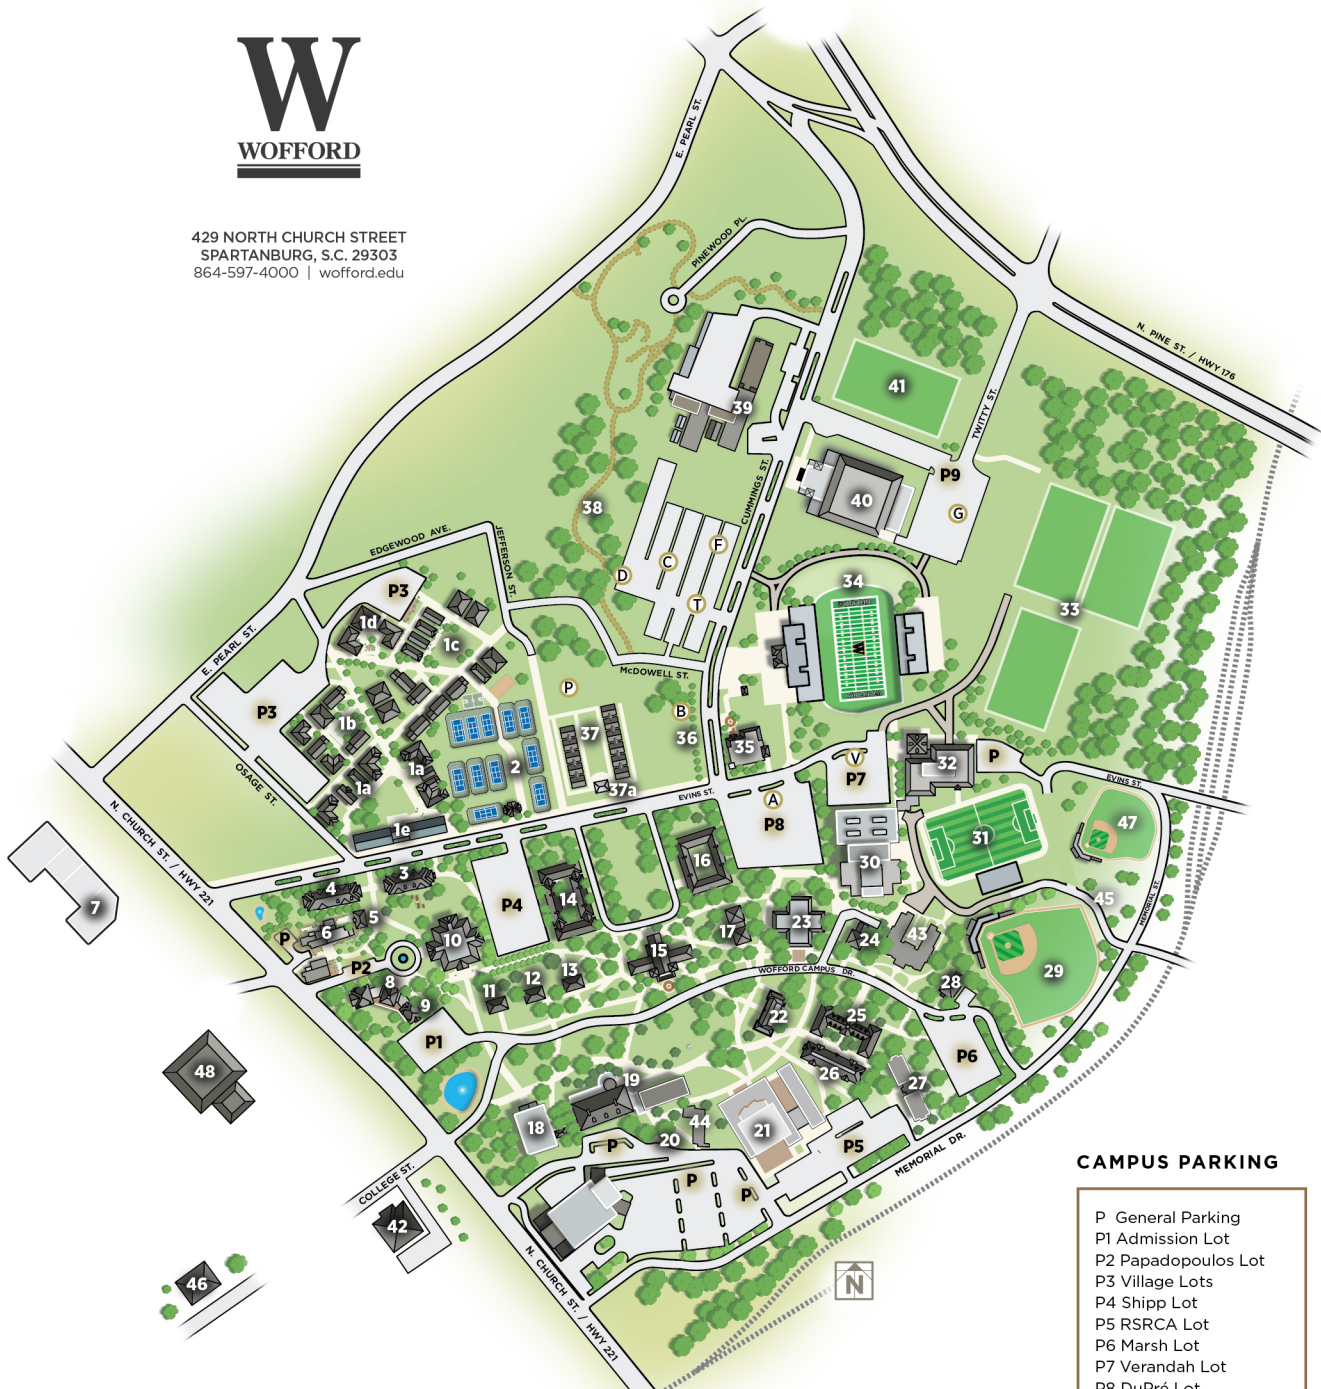 W
WOFFORD
429 NORTH CHURCH STREET
SPARTANBURG, S.C. 29303
864-597-4000 | wofford.edu
E. PEARL ST.
PINEWOOD PL.
N. PINE ST. / HWY 176
41
TWITTY ST.
39
CUMMINGS ST.
P9
40
G
38
EDGEWOOD AVE.
JEFFERSON ST.
F
C
D
T
34
33
P3
1d
1c
E. PEARL ST.
McDOWELL ST.
W
P
B
P3
1b
37
36
35
V
P
32
P7
2
1a
1a
37a
OSAGE ST.
EVINS ST.
EVINS ST.
A
P8
47
1e
31
N. CHURCH ST. / HWY 221
16
30
3
4
14
P4
45
MEMORIAL ST.
7
5
6
P
10
17
23
24
43
15
P2
8
13
12
11
WOFFORD CAMPUS DR.
29
28
9
22
25
P1
P6
48
26
27
19
18
44
21
20
P
P5
MEMORIAL DR.
P
P
COLLEGE ST.
42
46
N. CHURCH ST. / HWY 221
N
CAMPUS PARKING
P General Parking
P1 Admission Lot
P2 Papadopoulos Lot
P3 Village Lots
P4 Shipp Lot
P5 RSRCA Lot
P6 Marsh Lot
P7 Verandah Lot
P8 DuPré Lot